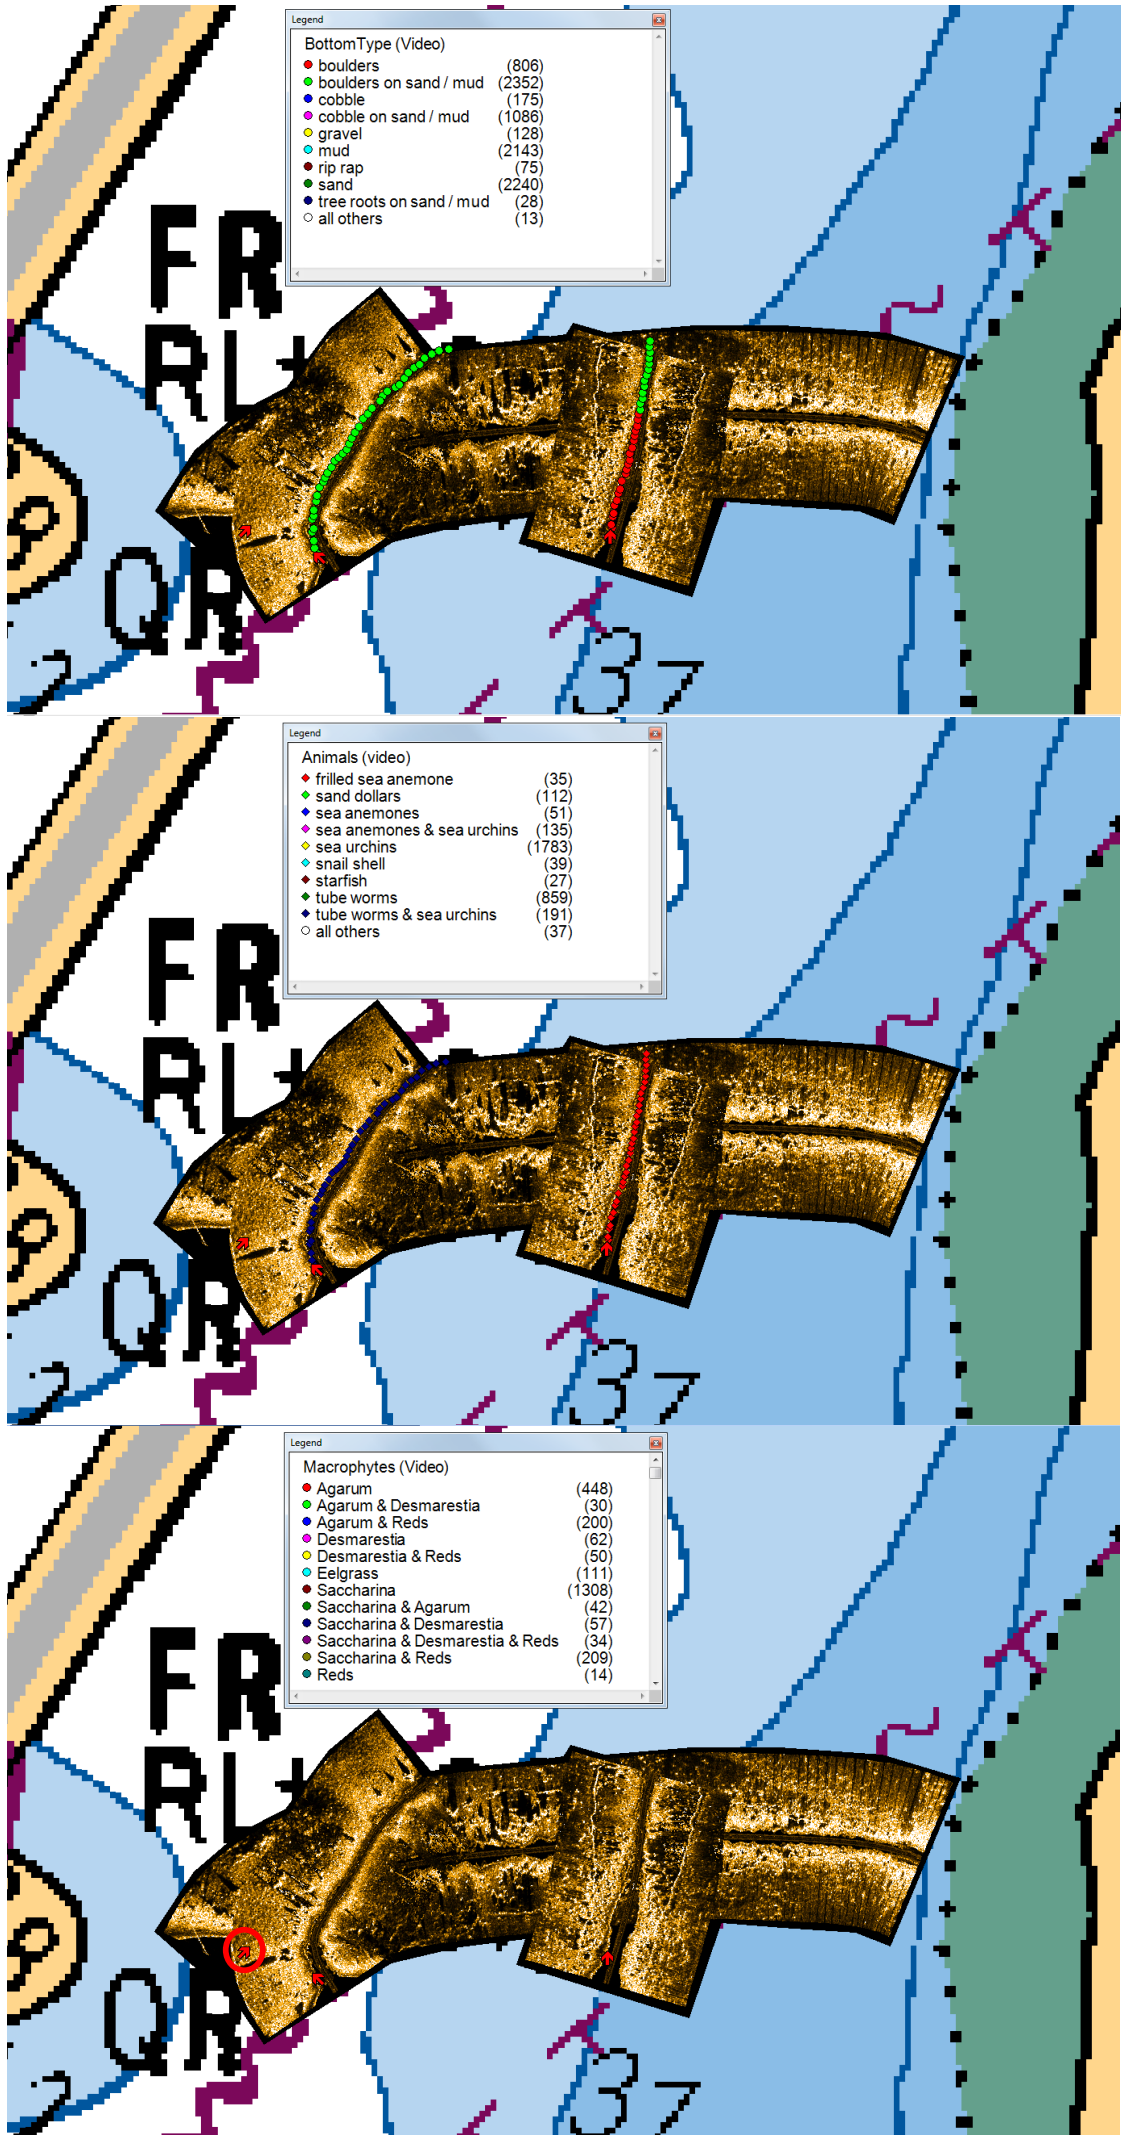 Legend
BottomType (Video)
boulders (806)
boulders on sand / mud (2352)
cobble (175)
cobble on sand / mud (1086)
gravel (128)
mud (2143)
rip rap (75)
sand (2240)
tree roots on sand / mud (28)
all others (13)
FR
RL
QR
37
Legend
Animals (video)
frilled sea anemone (35)
sand dollars (112)
sea anemones (51)
sea anemones & sea urchins (135)
sea urchins (1783)
snail shell (39)
starfish (27)
tube worms (859)
tube worms & sea urchins (191)
all others (37)
FR
RL
QR
37
Legend
Macrophytes (Video)
Agarum (448)
Agarum & Desmarestia (30)
Agarum & Reds (200)
Desmarestia (62)
Desmarestia & Reds (50)
Eelgrass (111)
Saccharina (1308)
Saccharina & Agarum (42)
Saccharina & Desmarestia (57)
Saccharina & Desmarestia & Reds (34)
Saccharina & Reds (209)
Reds (14)
FR
RL
QR
37